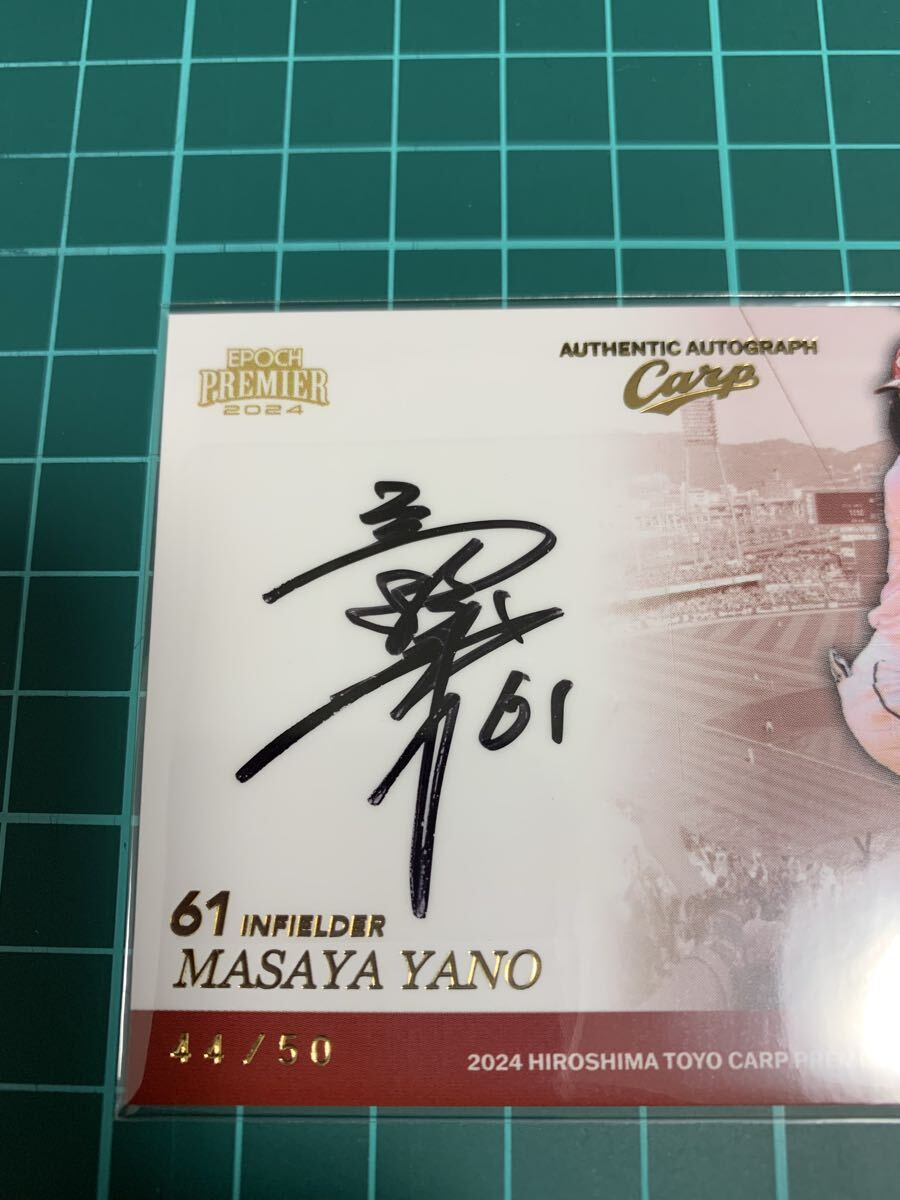 EPOCH
PREMIER
2024
AUTHENTIC AUTOGRAPH
Carp
61
61 INFIELDER
MASAYA YANO
44/50
2024 HIROSHIMA TOYO CARP